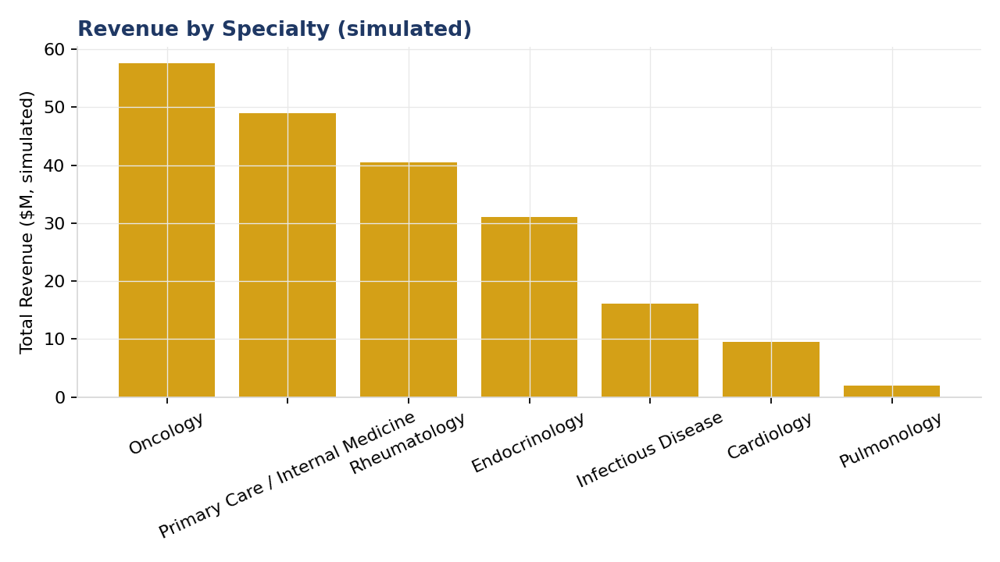 Revenue by Specialty (simulated)
Total Revenue ($M, simulated)
60
50
40
30
20
10
0
Oncology
Primary Care / Internal Medicine
Rheumatology
Endocrinology
Infectious Disease
Cardiology
Pulmonology